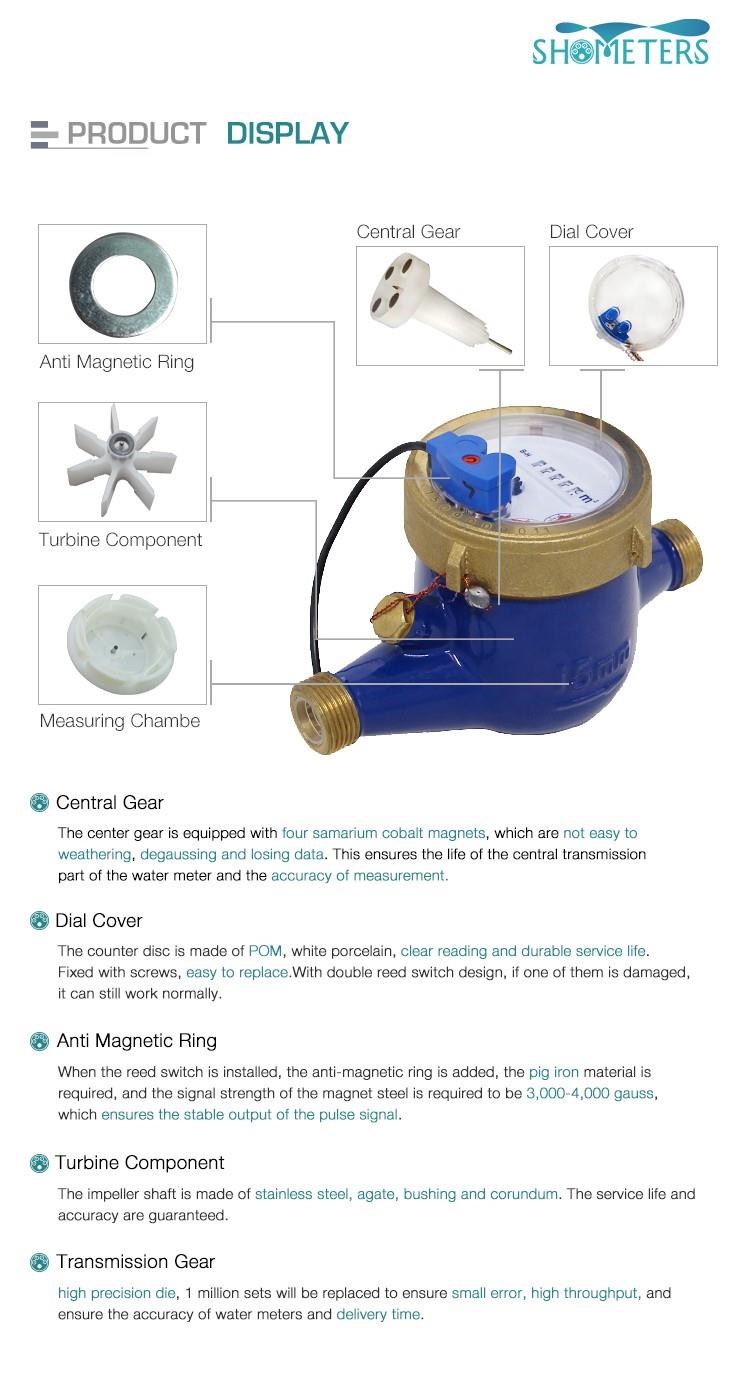 SHOMETERS
PRODUCT DISPLAY
Central Gear
Dial Cover
Anti Magnetic Ring
m³
Turbine Component
15mm
Measuring Chambe
Central Gear
The center gear is equipped with four samarium cobalt magnets, which are not easy to
weathering, degaussing and losing data. This ensures the life of the central transmission
part of the water meter and the accuracy of measurement.
Dial Cover
The counter disc is made of POM, white porcelain, clear reading and durable service life.
Fixed with screws, easy to replace.With double reed switch design, if one of them is damaged,
it can still work normally.
Anti Magnetic Ring
When the reed switch is installed, the anti-magnetic ring is added, the pig iron material is
required, and the signal strength of the magnet steel is required to be 3,000-4,000 gauss,
which ensures the stable output of the pulse signal.
Turbine Component
The impeller shaft is made of stainless steel, agate, bushing and corundum. The service life and
accuracy are guaranteed.
Transmission Gear
high precision die, 1 million sets will be replaced to ensure small error, high throughput, and
ensure the accuracy of water meters and delivery time.